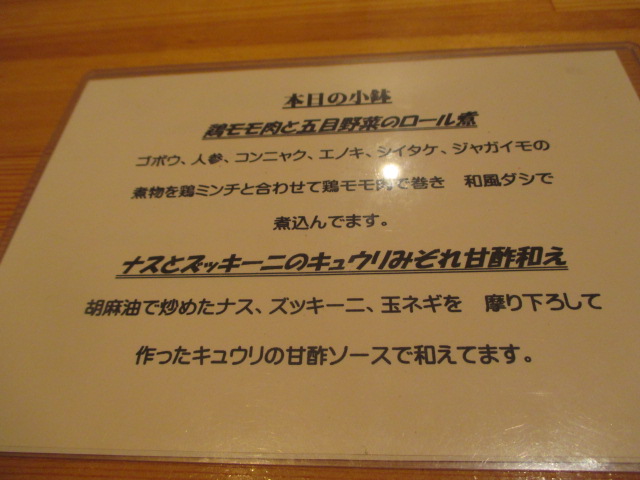 本日の小鉢
鶏モモ肉と五目野菜のロール煮
ゴボウ、人参、コンニャク、エノキ、シイタケ、ジャガイモの
煮物を鶏ミンチと合わせて鶏モモ肉で巻き　和風ダシで
煮込んでます。
ナスとズッキーニのキュウリみぞれ甘酢和え
胡麻油で炒めたナス、ズッキーニ、玉ネギを　摩り下ろして
作ったキュウリの甘酢ソースで和えてます。